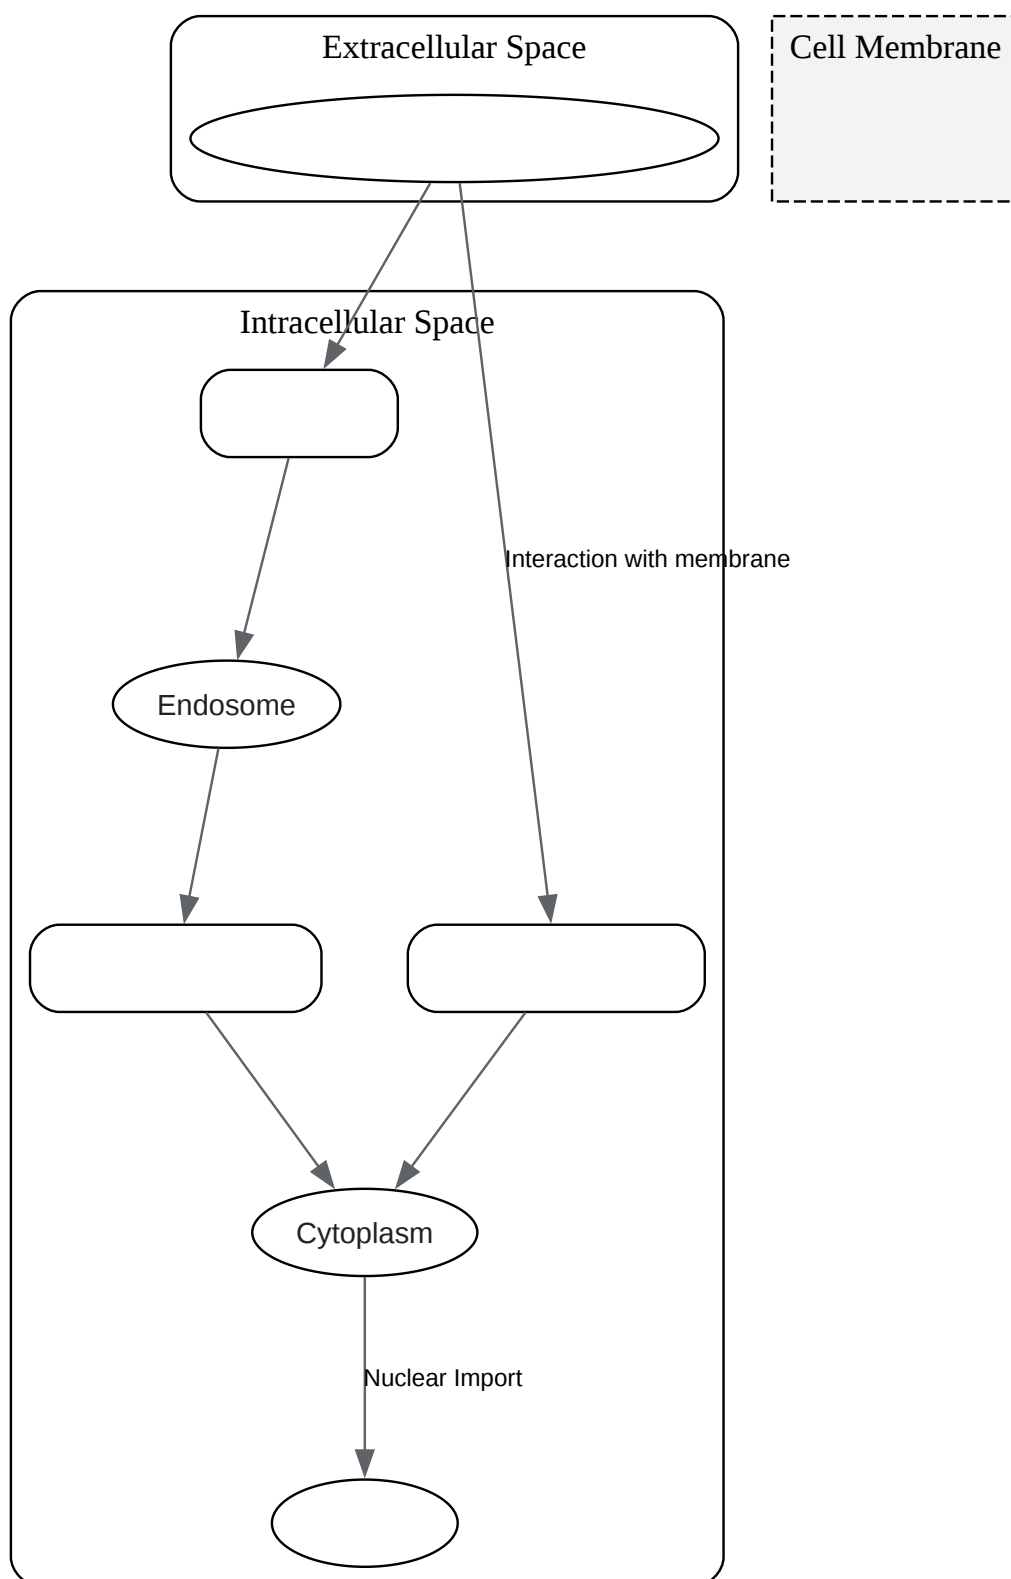 Extracellular Space
Cell Membrane
Intracellular Space
Interaction with membrane
Endosome
Cytoplasm
Nuclear Import